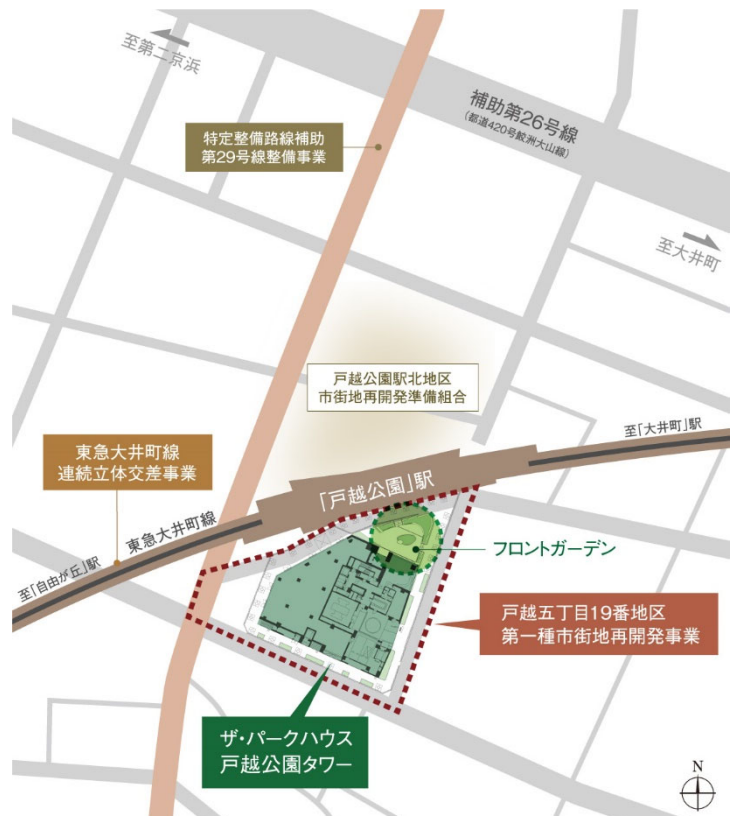 至第二京浜
補助第26号線
(都道420号鮫洲大山線)
特定整備路線補助
第29号線整備事業
至大井町
戸越公園駅北地区
市街地再開発準備組合
至「大井町」駅
東急大井町線
連続立体交差事業
「戸越公園」駅
東急大井町線
至「自由が丘」駅
フロントガーデン
戸越五丁目19番地区
第一種市街地再開発事業
ザ・パークハウス
戸越公園タワー
N